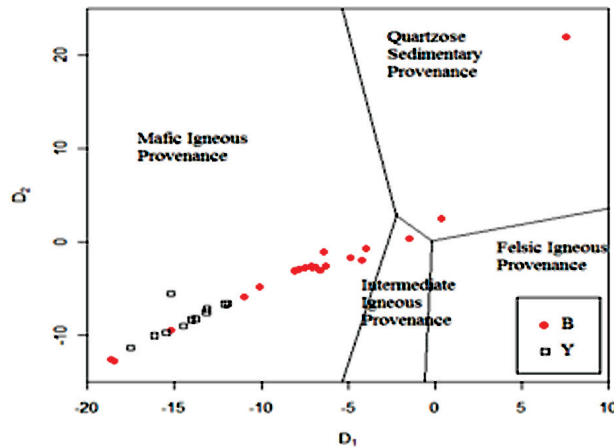 Quartzose
Sedimentary
Provenance
Mafic Igneous
Provenance
Felsic Igneous
Provenance
Intermediate
Igneous
Provenance
B
Y
D2
20
10
0
-10
-20
-15
-10
-5
0
5
10
D1